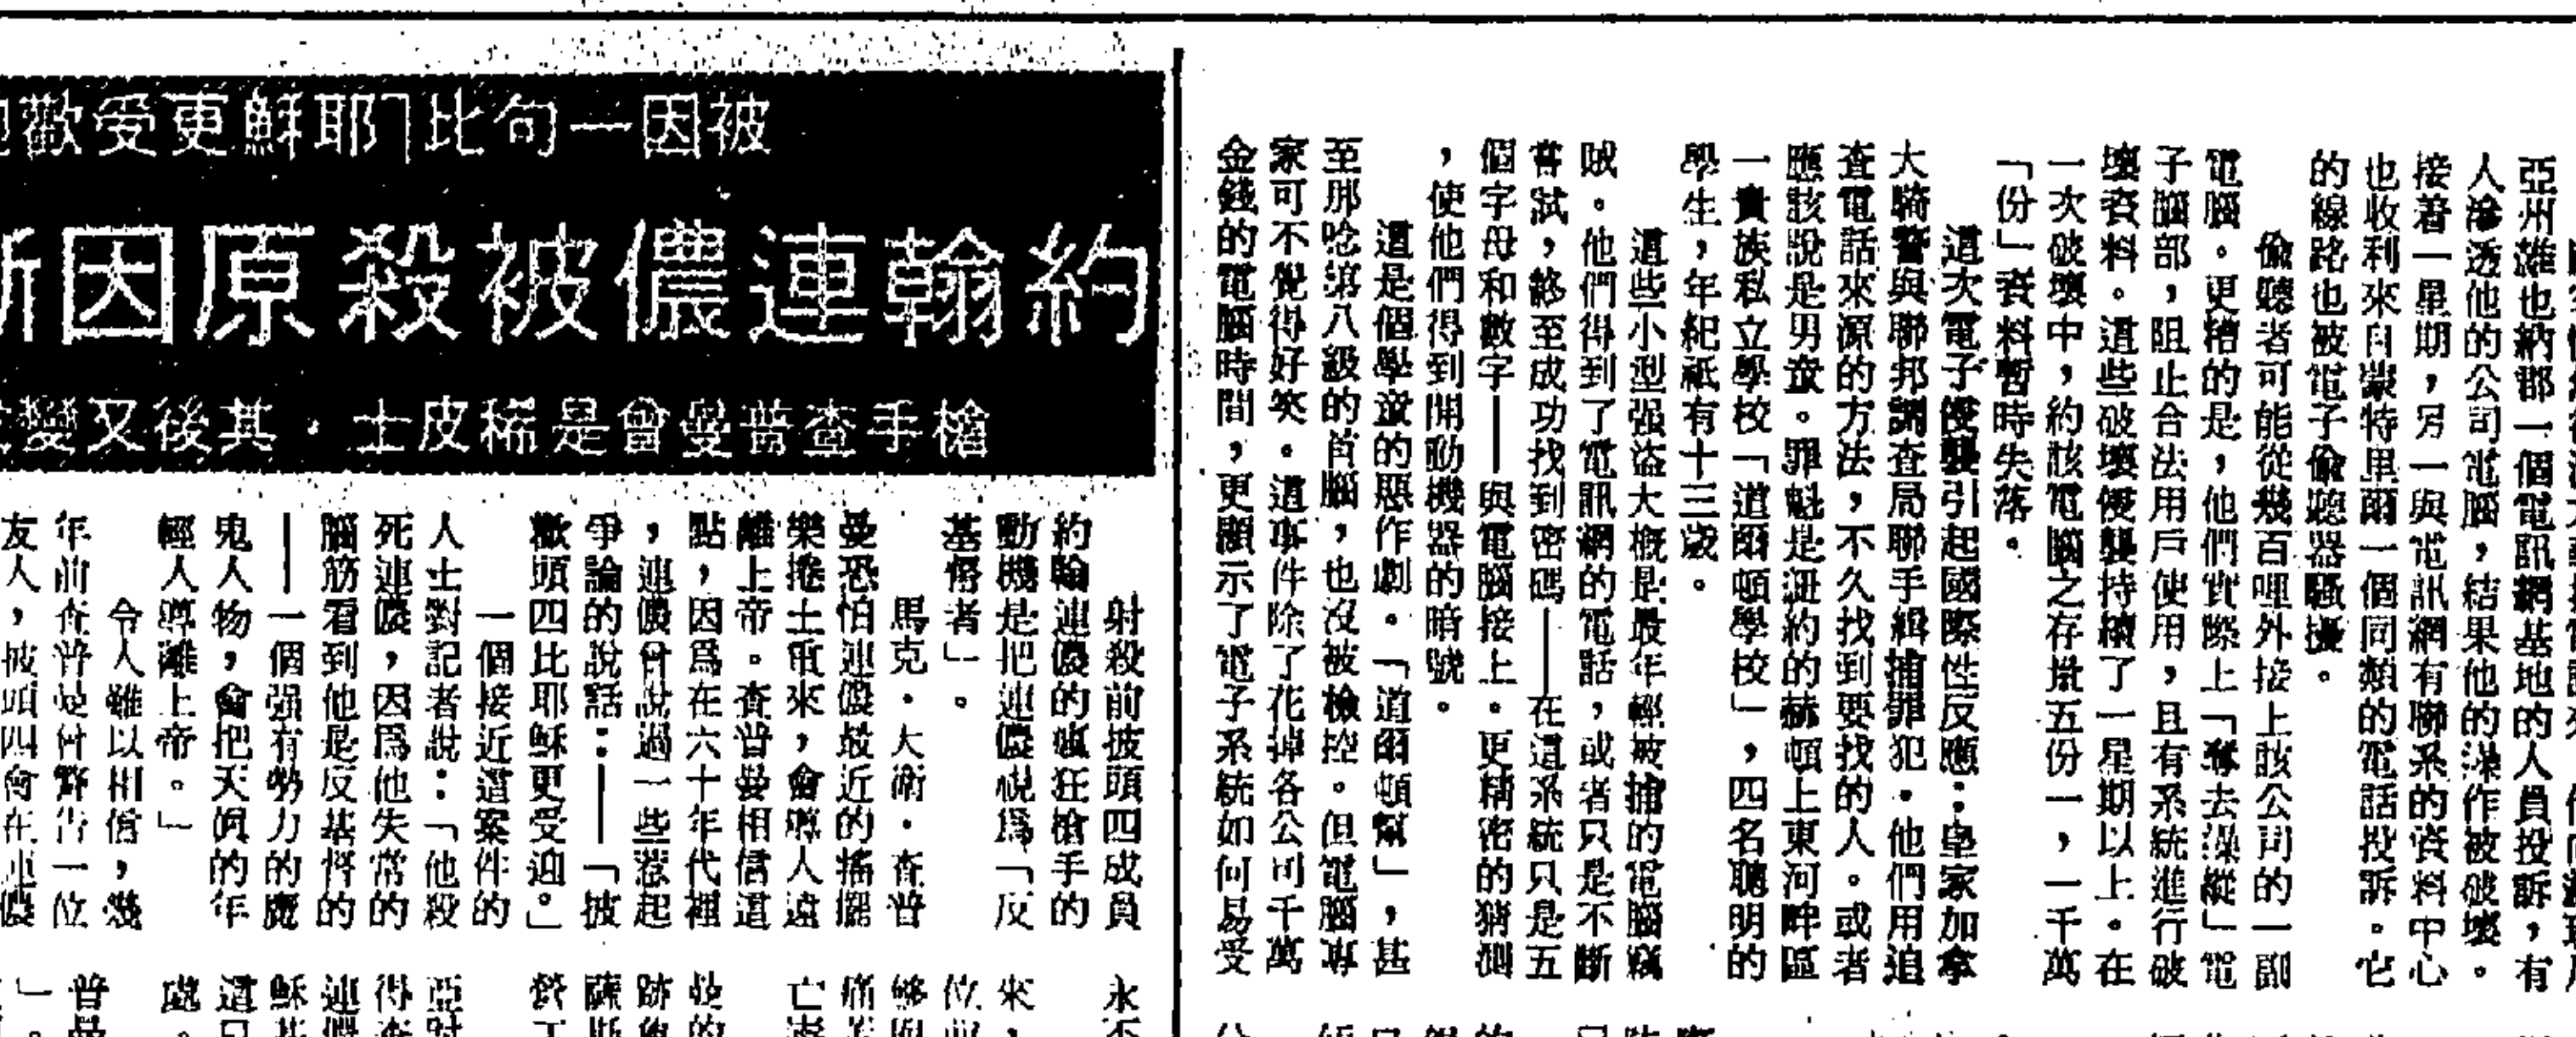 亞州濰也納郡一個電訊網基地的人員投訴，有
人滲透他的公司電腦，結果他的操作被破壞。
接着一星期，另一與電訊網有聯系的資料中心
也收利來自蒙特里爾一個同類的電話投訴。它
的線路也被電子偷聽器騷擾。
偷聽者可能從幾百哩外接上該公司的一副
電腦。更糟的是，他們實際上「奪去操縱」電
子腦部，阻止合法用戶使用，且有系統進行破
壞資料。這些破壞侵襲持續了一星期以上。在
一次破壞中，約該電腦之存量五份一，一千萬
「份」資料暫時失落。
這次電子侵襲引起國際性反應：皇家加拿
大騎警與聯邦調查局聯手緝捕罪犯。他們用追
查電話來源的方法，不久找到要找的人。或者
應該說是男童。罪魁是紐約的赫頓上東河畔區
一貴族私立學校「道爾頓學校」，四名聰明的
學生，年紀祇有十三歲。
這些小型强盜大概是最年輕被捕的電腦竊
賊。他們得到了電訊網的電話，或者只是不斷
嘗試，終至成功找到密碼——在這系統只是五
個字母和數字——與電腦接上。更精密的猜測
，使他們得到開動機器的暗號。
這是個學童的惡作劇。「道爾頓幫」，甚
至那唸第八級的首腦，也沒被檢控。但電腦專
家可不覺得好笑。這事件除了花掉各公司千萬
金錢的電腦時間，更顯示了電子系統如何易受
被因一句比「耶穌更受歡
約翰連儂被殺原因
槍手查普曼曾是稀皮士．其後又變
射殺前披頭四成員
約翰連儂的瘋狂槍手的
動機是把連儂視爲「反
基督者」。
馬克．大衛．查普
曼恐怕連儂最近的搖擺
樂捲土重來，會導人遠
離上帝。查普曼相信這
點，因爲在六十年代裡
，連儂曾說過一些惹起
爭論的說話：——「披
歡頭四比耶穌更受迎。」
一個接近這案件的
人士對記者說：「他殺
死連儂，因爲他失常的
腦筋看到他是反基督的
——一個强有勢力的魔
鬼人物，會把天眞的年
輕人導離上帝。」
令人難以相信，幾
年前查普曼曾警告一位
友人，披頭四會在連儂